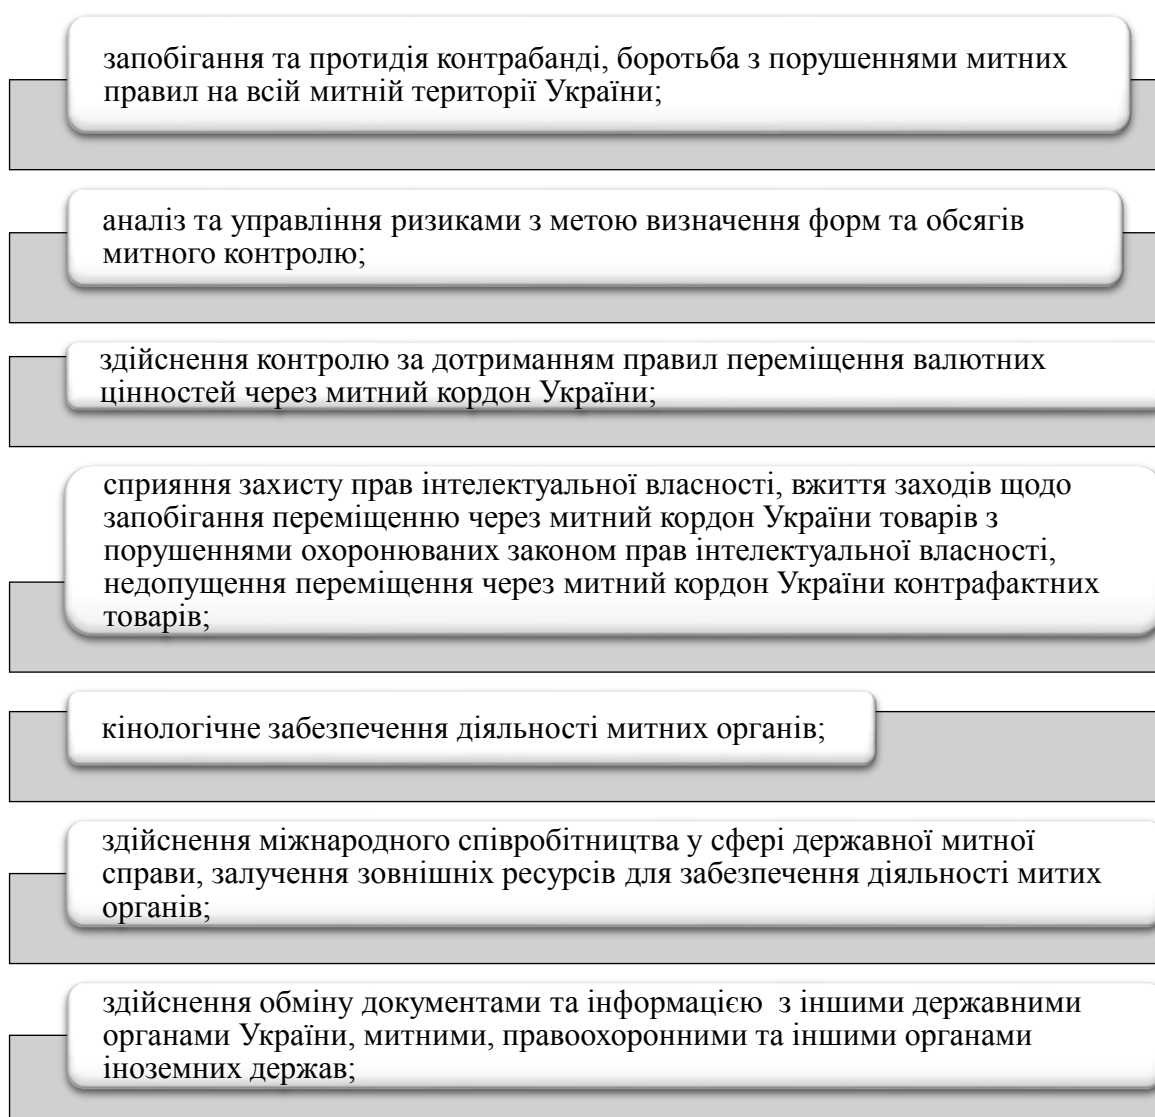 запобігання та протидія контрабанді, боротьба з порушеннями митних
правил на всій митній території України;
аналіз та управління ризиками з метою визначення форм та обсягів
митного контролю;
здійснення контролю за дотриманням правил переміщення валютних
цінностей через митний кордон України;
сприяння захисту прав інтелектуальної власності, вжиття заходів щодо
запобігання переміщенню через митний кордон України товарів з
порушеннями охоронюваних законом прав інтелектуальної власності,
недопущення переміщення через митний кордон України контрафактних
товарів;
кінологічне забезпечення діяльності митних органів;
здійснення міжнародного співробітництва у сфері державної митної
справи, залучення зовнішніх ресурсів для забезпечення діяльності митих
органів;
здійснення обміну документами та інформацією  з іншими державними
органами України, митними, правоохоронними та іншими органами
іноземних держав;